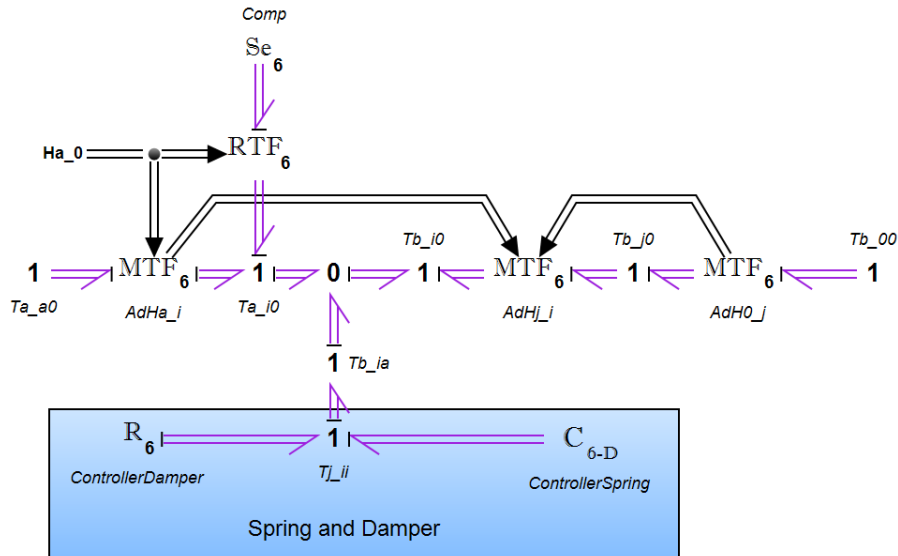 Comp
Se 6
Ha_0
RTF 6
Tb_i0
Tb_j0
Tb_00
1 MTF 6 1 0 1 MTF 6 1 MTF 6 1
Ta_a0
AdHa_i
Ta_i0
AdHj_i
AdH0_j
1 Tb_ia
R 6
1
C 6-D
ControllerDamper
Tj_ii
ControllerSpring
Spring and Damper